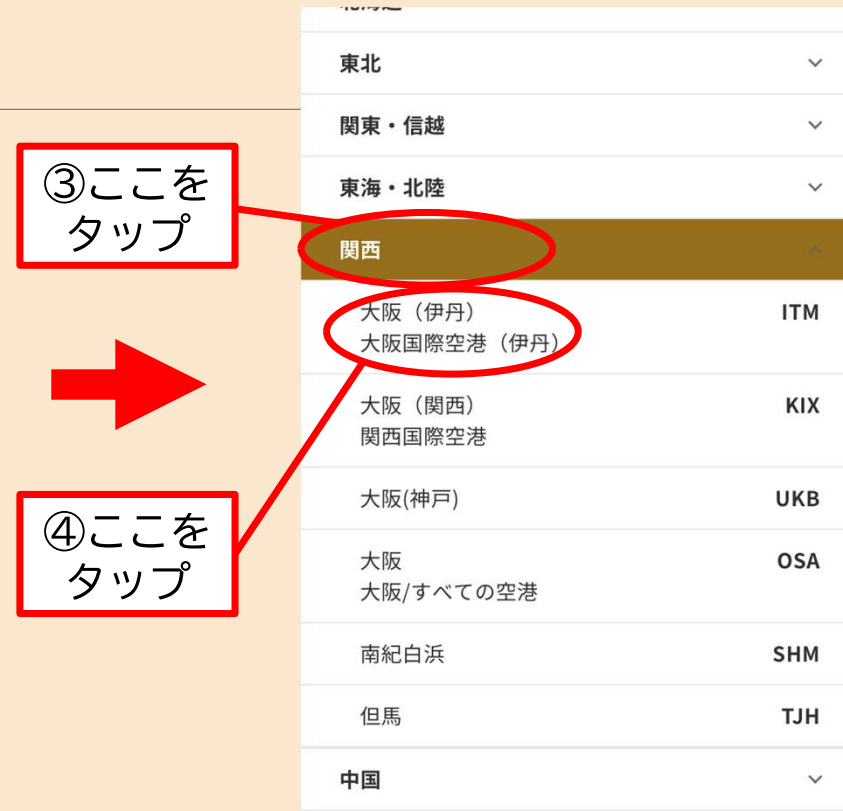 東北
関東・信越
③ここを
タップ
東海・北陸
関西
大阪（伊丹） ITM
大阪国際空港（伊丹）
大阪（関西） KIX
関西国際空港
④ここを
タップ
大阪(神戸) UKB
大阪 OSA
大阪/すべての空港
南紀白浜 SHM
但馬 TJH
中国